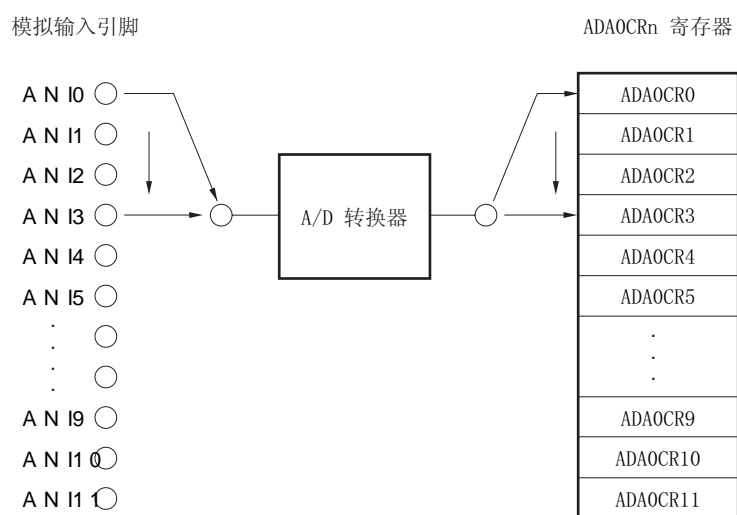 模拟输入引脚
ADA0CRn 寄存器
ANI0
ADA0CR0
ANI1
ADA0CR1
ANI2
ADA0CR2
ANI3
A/D 转换器
ADA0CR3
ANI4
ADA0CR4
ANI5
ADA0CR5
.
.
.
.
.
.
.
ANI9
ADA0CR9
ANI10
ADA0CR10
ANI11
ADA0CR11